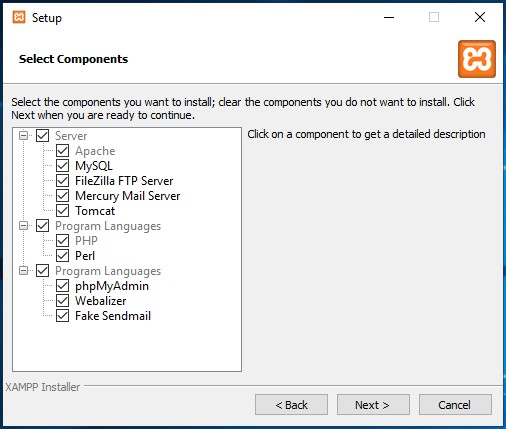 Setup
Select Components
Select the components you want to install; clear the components you do not want to install. Click
Next when you are ready to continue.
Server
Apache
MySQL
FileZilla FTP Server
Mercury Mail Server
Tomcat
Program Languages
PHP
Perl
Program Languages
phpMyAdmin
Webalizer
Fake Sendmail
Click on a component to get a detailed description
XAMPP Installer
< Back
Next >
Cancel